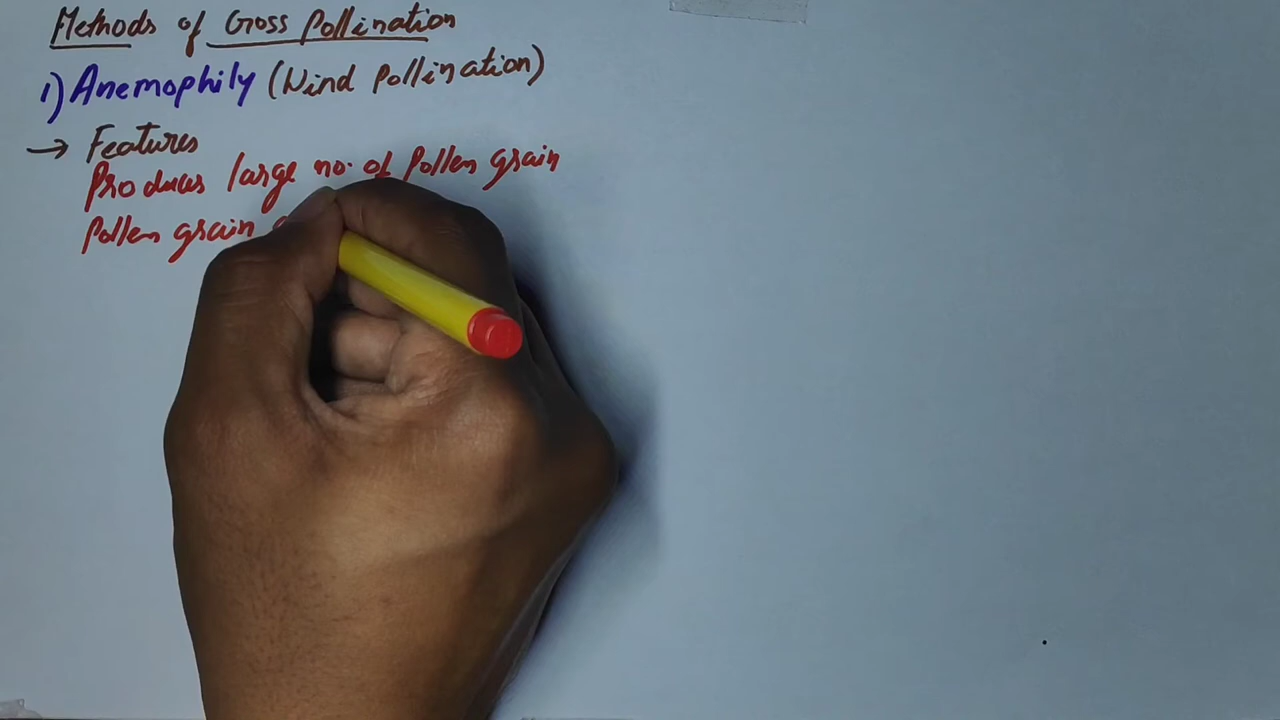 Methods of Cross Pollination
1) Anemophily (Wind Pollination)
→ Features
Produces large no. of Pollen grain
Pollen grain